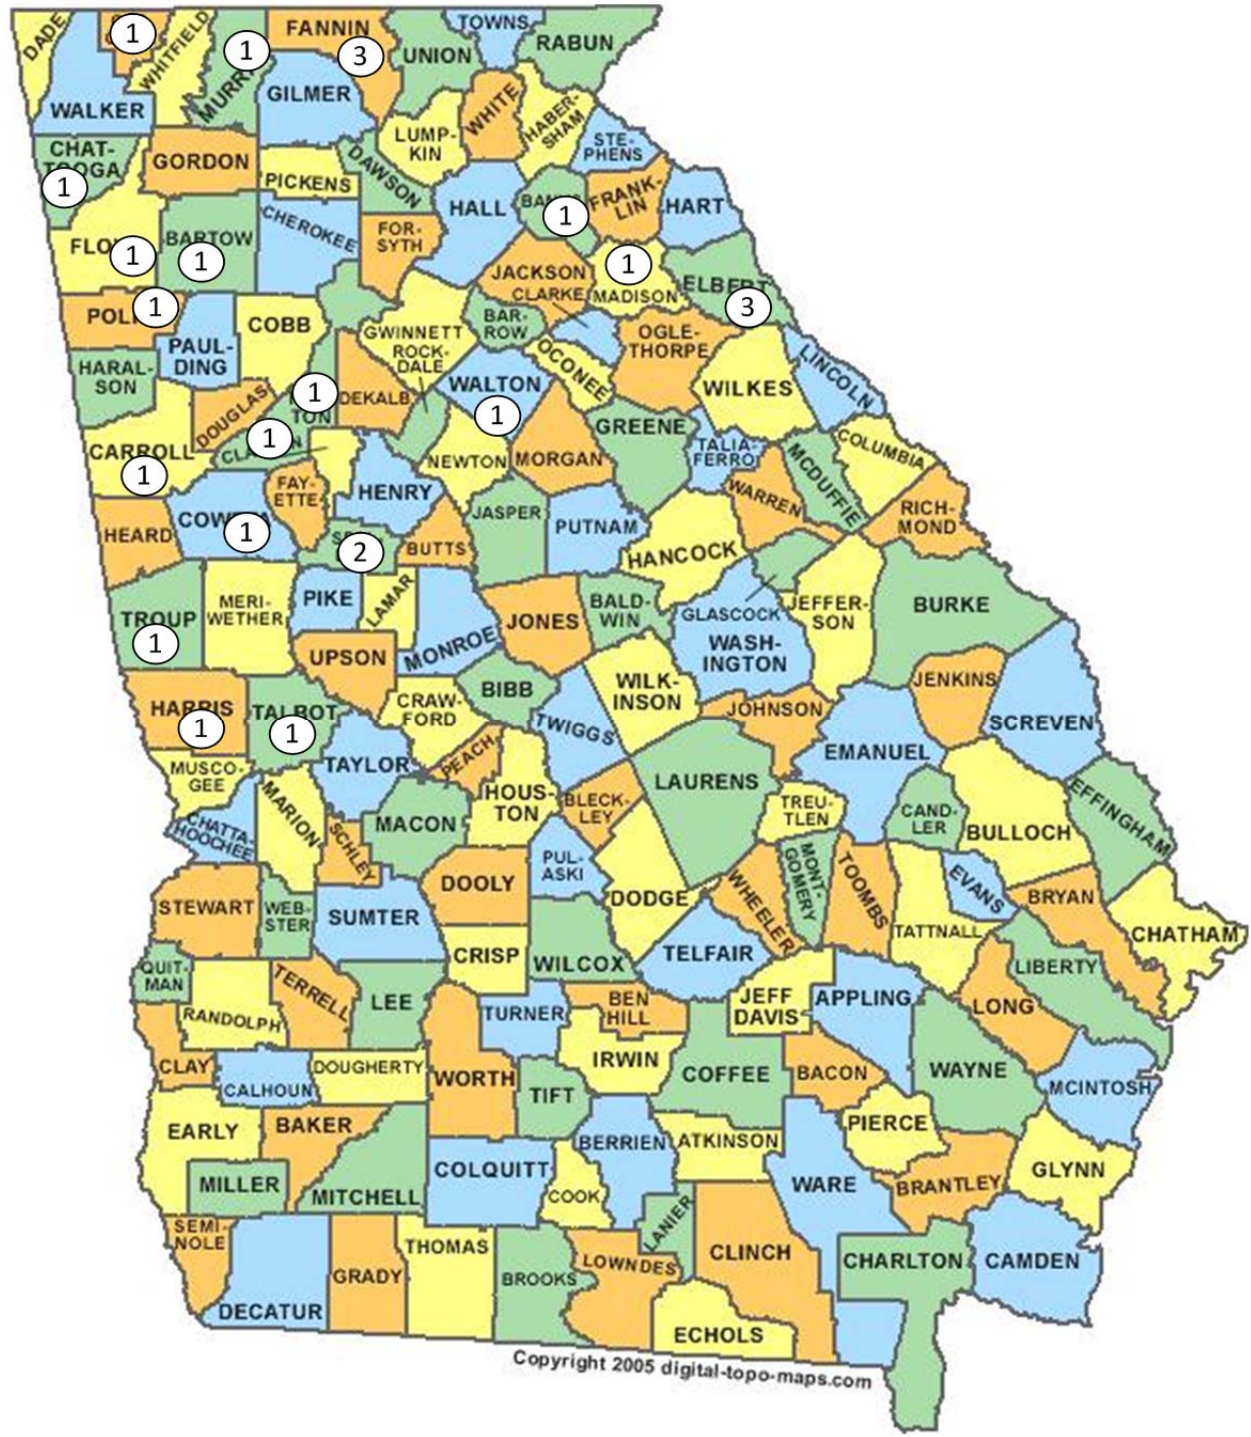 DADE
WALKER
1
WHITFIELD
1
MURR
FANNIN
3
GILMER
UNION
TOWNS
RABUN
LUMP-
KIN
WHITE
HABER-
SHAM
STE-
PHENS
CHAT-
TOOGA
1
GORDON
PICKENS
DAWSON
HALL
1
FRANK-
LIN
HART
FLO
1
BARTOW
1
CHEROKEE
FOR-
SYTH
JACKSON
CLARKE
1
MADISON
ELBERT
3
POL
1
PAUL-
DING
COBB
GWINNETT
ROCK-
DALE
BAR-
ROW
OCONEE
OGLE-
THORPE
WILKES
LINCOLN
HARAL-
SON
DOUGLAS
1
TON
DEKALB
WALTON
1
CARROLL
1
CLA
1
N
NEWTON
MORGAN
GREENE
TALIA-
FERRO
MCDUFFIE
COLUMBIA
HEARD
COW
A
1
FAY-
ETTE
HENRY
2
BUTTS
JASPER
PUTNAM
HANCOCK
WARREN
RICH-
MOND
TROUP
1
MERI-
WETHER
PIKE
LAMAR
MONROE
JONES
BALD-
WIN
GLASCOCK
WASH-
INGTON
JEFFER-
SON
BURKE
UPSON
HARRIS
1
TALBOT
1
CRAW-
FORD
BIBB
TWIGGS
WILK-
INSON
JOHNSON
JENKINS
SCREVEN
EMANUEL
MUSCO-
GEE
TAYLOR
PEACH
HOUS-
TON
BLECK-
LEY
LAURENS
TREU-
TLEN
CAND-
LER
BULLOCH
EFFINGHAM
CHATTA-
HOOCHEE
MARION
SCHLEY
MACON
PUL-
ASKI
DODGE
WHEELER
MONT-
GOMERY
TOOMBS
TATTNALL
EVANS
BRYAN
CHATHAM
STEWART
WEB-
STER
SUMTER
DOOLY
CRISP
WILCOX
TELFAIR
LIBERTY
QUIT-
MAN
RANDOLPH
TERRELL
LEE
TURNER
BEN
HILL
JEFF
DAVIS
APPLING
LONG
CLAY
CALHOUN
DOUGHERTY
WORTH
TIFT
IRWIN
COFFEE
BACON
WAYNE
MCINTOSH
EARLY
BAKER
MILLER
MITCHELL
COLQUITT
COOK
BERRIEN
ATKINSON
PIERCE
WARE
BRANTLEY
GLYNN
SEMI-
NOLE
DECATUR
GRADY
THOMAS
BROOKS
LOWNDES
LANIER
CLINCH
ECHOLS
CHARLTON
CAMDEN
Copyright 2005 digital-topo-maps.com